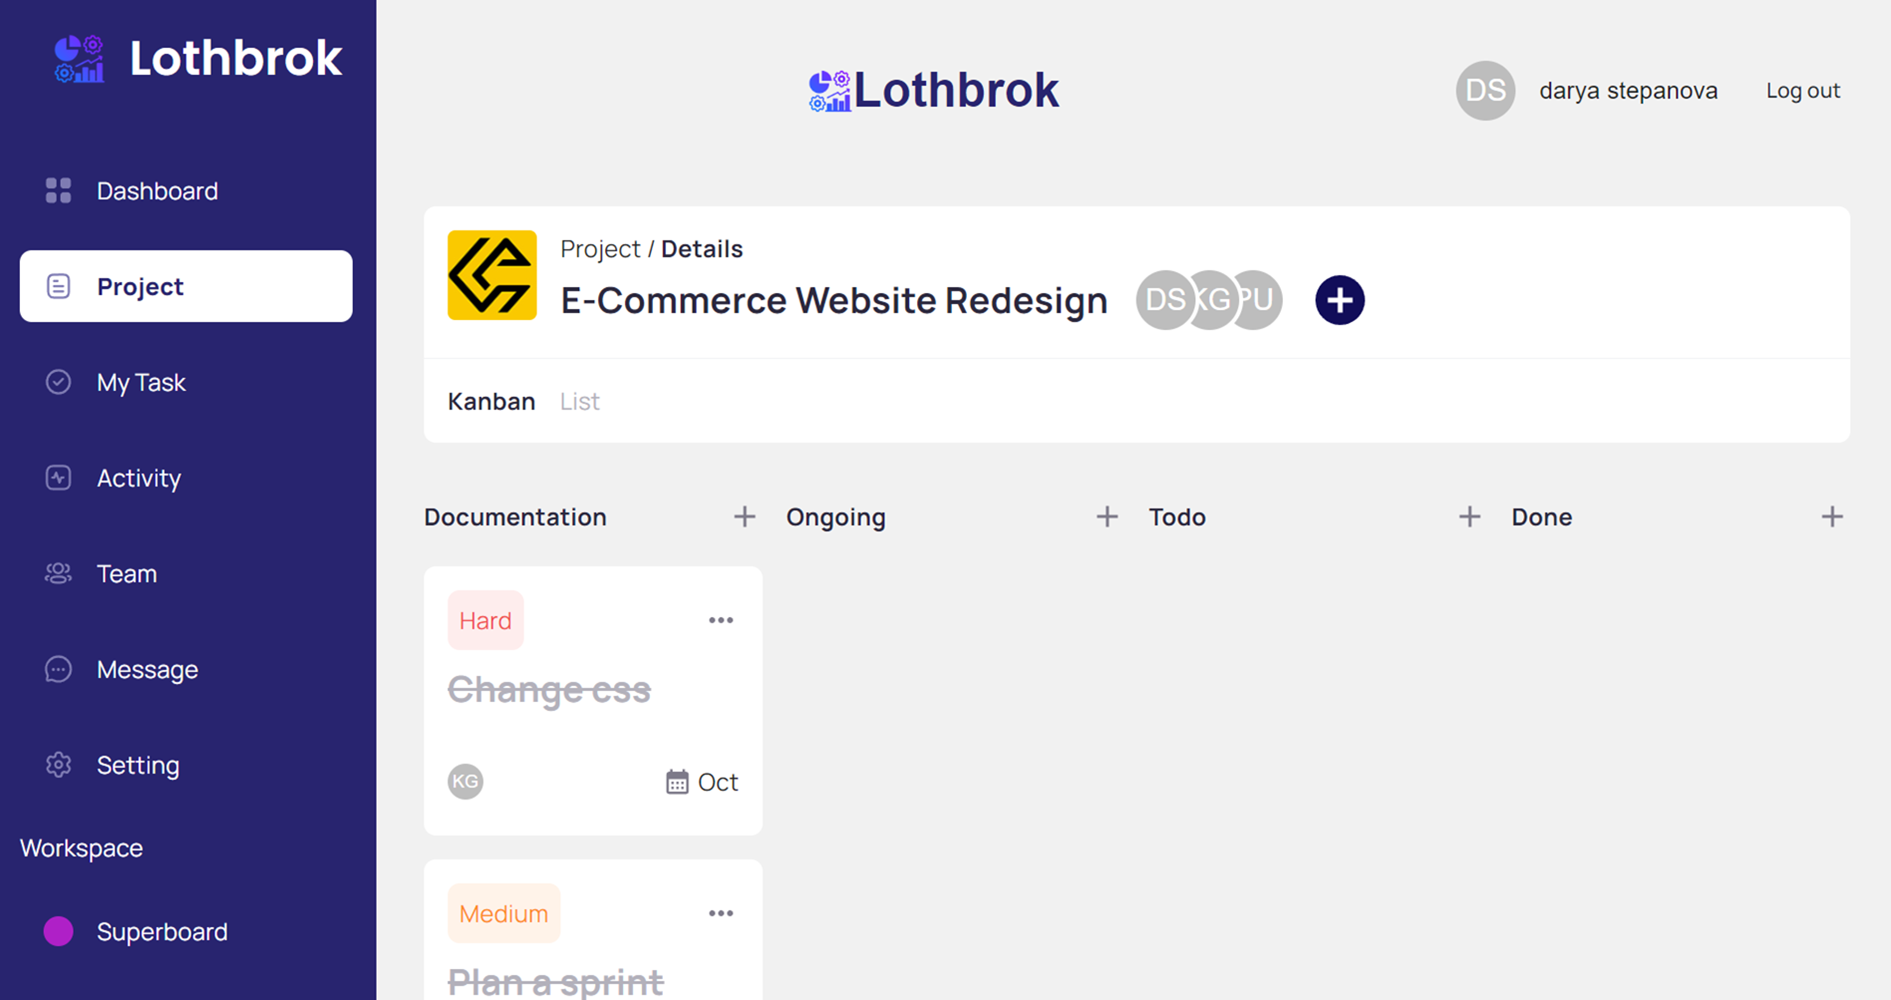 Lothbrok
Dashboard
Project
My Task
Activity
Team
Message
Setting
Workspace
Superboard
Lothbrok
DS darya stepanova Log out
Project / Details
E-Commerce Website Redesign DS KG PU
Kanban List
Documentation Ongoing Todo Done
Hard
Change css
KG Oct
Medium
Plan a sprint